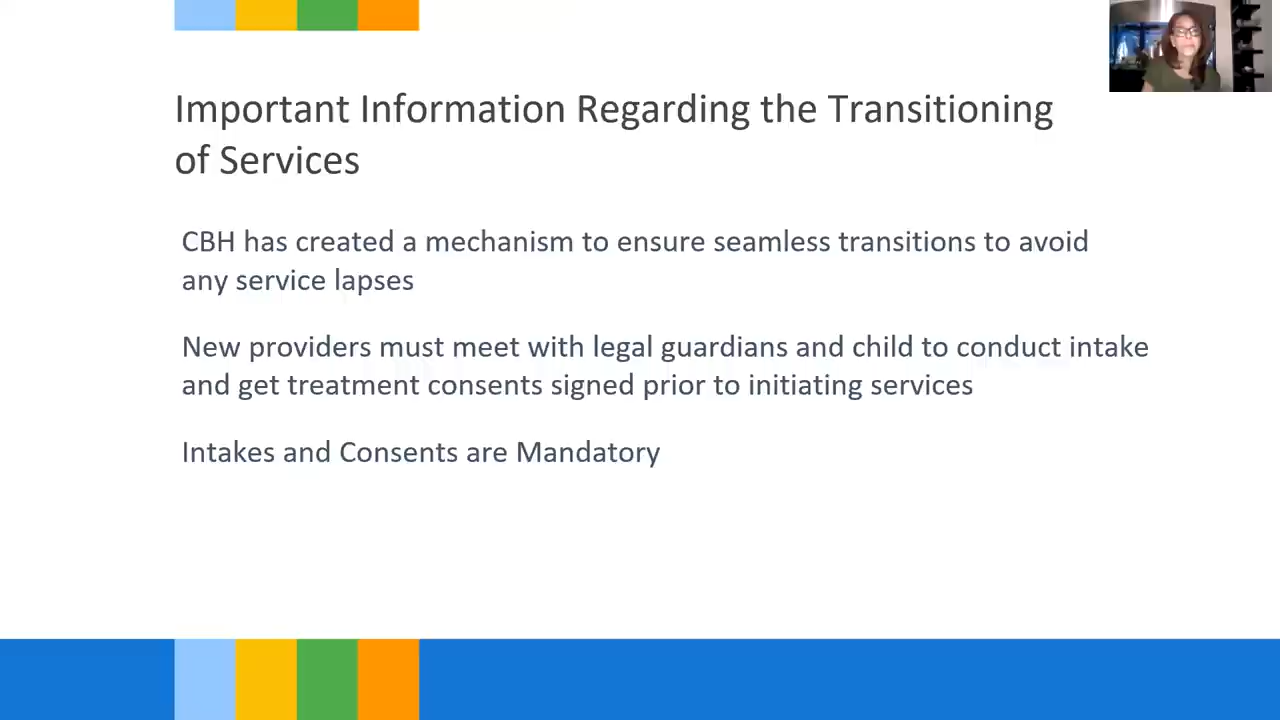 Important Information Regarding the Transitioning
of Services
CBH has created a mechanism to ensure seamless transitions to avoid
any service lapses
New providers must meet with legal guardians and child to conduct intake
and get treatment consents signed prior to initiating services
Intakes and Consents are Mandatory